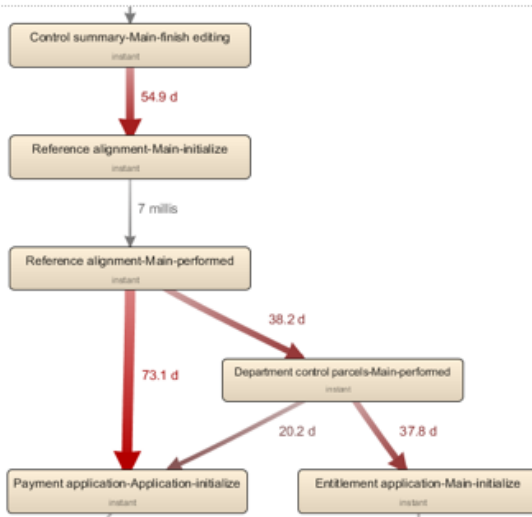 Control summary-Main-finish editing
instant
54.9 d
Reference alignment-Main-initialize
instant
7 millis
Reference alignment-Main-performed
instant
38.2 d
73.1 d
Department control parcels-Main-performed
instant
20.2 d
37.8 d
Payment application-Application-initialize
instant
Entitlement application-Main-initialize
instant